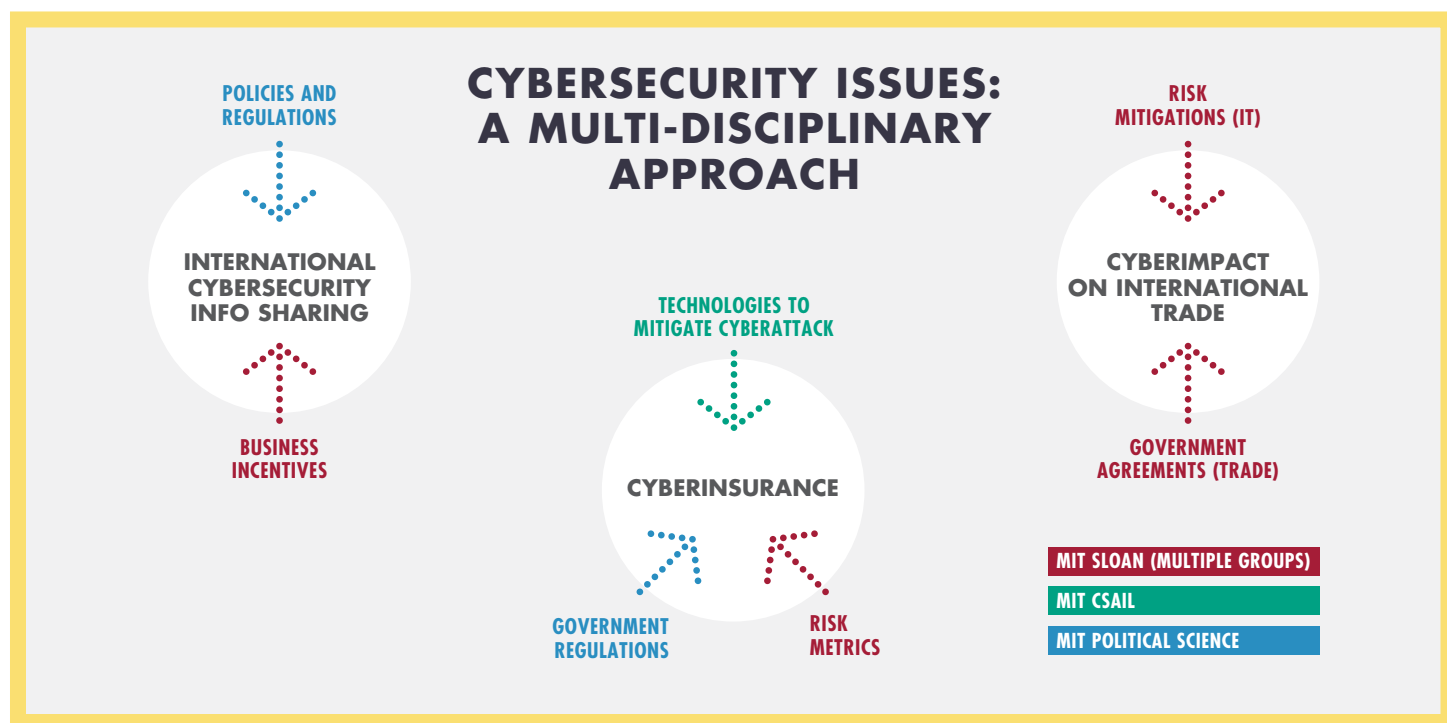 CYBERSECURITY ISSUES:
A MULTI-DISCIPLINARY
APPROACH
POLICIES AND
REGULATIONS
INTERNATIONAL
CYBERSECURITY
INFO SHARING
BUSINESS
INCENTIVES
TECHNOLOGIES TO
MITIGATE CYBERATTACK
CYBERINSURANCE
GOVERNMENT
REGULATIONS
RISK
METRICS
RISK
MITIGATIONS (IT)
CYBERIMPACT
ON INTERNATIONAL
TRADE
GOVERNMENT
AGREEMENTS (TRADE)
MIT SLOAN (MULTIPLE GROUPS)
MIT CSAIL
MIT POLITICAL SCIENCE